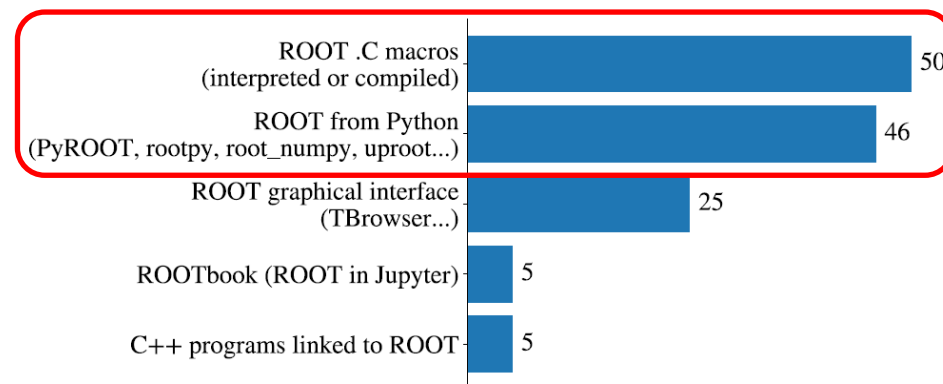 ROOT .C macros
(interpreted or compiled)
50
ROOT from Python
(PyROOT, rootpy, root_numpy, uproot...)
46
ROOT graphical interface
(TBrowser...)
25
ROOTbook (ROOT in Jupyter)
5
C++ programs linked to ROOT
5